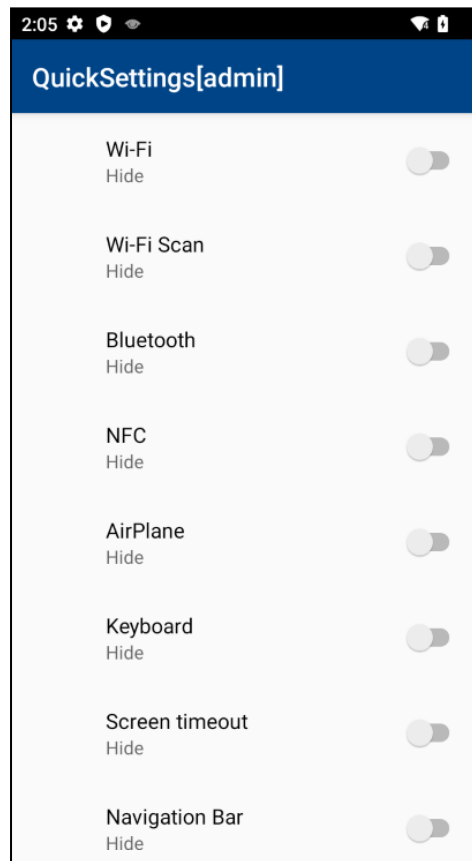 2:05
QuickSettings[admin]
Wi-Fi
Hide
Wi-Fi Scan
Hide
Bluetooth
Hide
NFC
Hide
AirPlane
Hide
Keyboard
Hide
Screen timeout
Hide
Navigation Bar
Hide